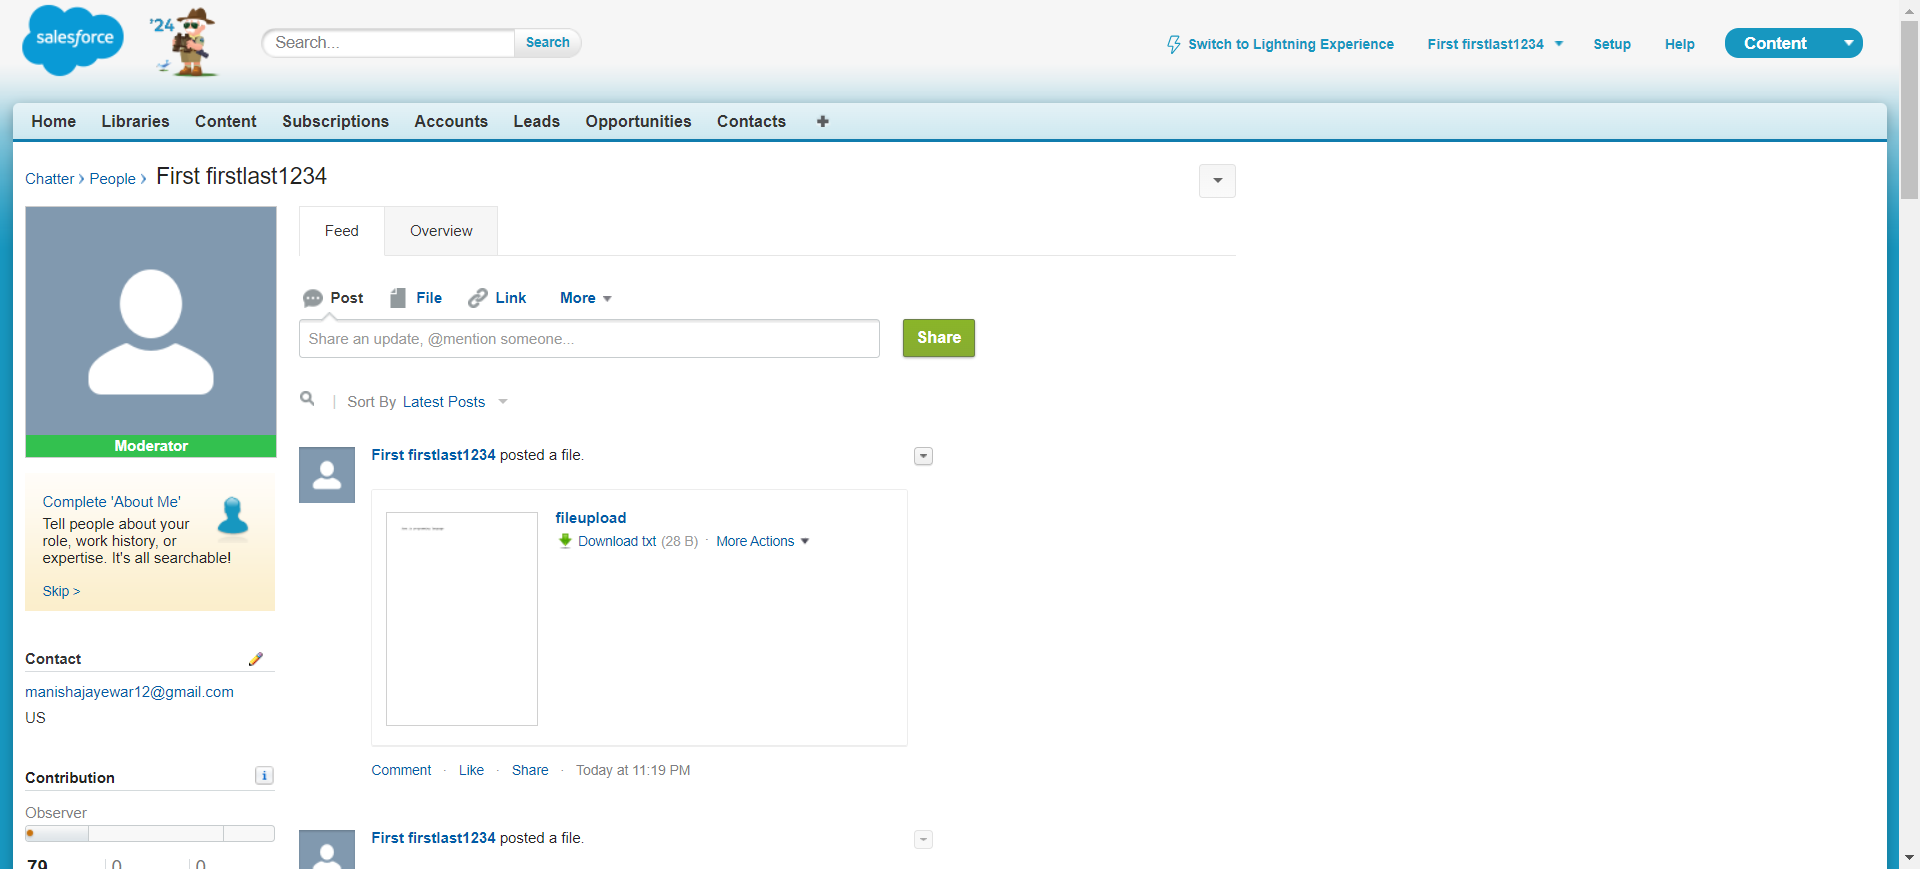 salesforce
'24
Search...
Search
Switch to Lightning Experience
First firstlast1234
Setup
Help
Content
Home
Libraries
Content
Subscriptions
Accounts
Leads
Opportunities
Contacts
Chatter › People › First firstlast1234
Feed
Overview
Post
File
Link
More
Share an update, @mention someone...
Share
Sort By Latest Posts
Moderator
Complete 'About Me'
Tell people about your
role, work history, or
expertise. It's all searchable!
Skip >
Contact
manishajayewar12@gmail.com
US
Contribution
Observer
79
0
0
First firstlast1234 posted a file.
fileupload
Download txt (28 B) · More Actions
Comment · Like · Share · Today at 11:19 PM
First firstlast1234 posted a file.